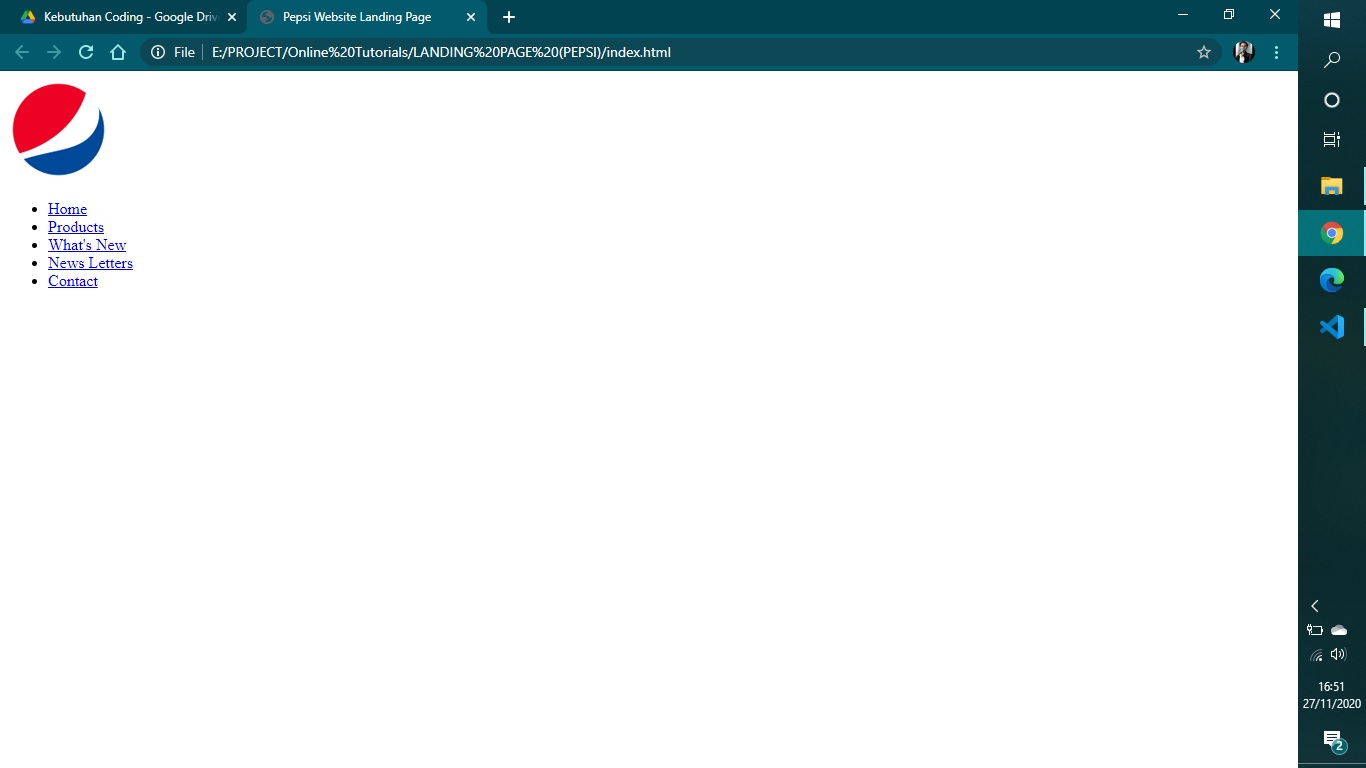 Kebutuhan Coding - Google Driv
Pepsi Website Landing Page
File
E:/PROJECT/Online%20Tutorials/LANDING%20PAGE%20(PEPSI)/index.html
Home
Products
What's New
News Letters
Contact
16:51
27/11/2020
2